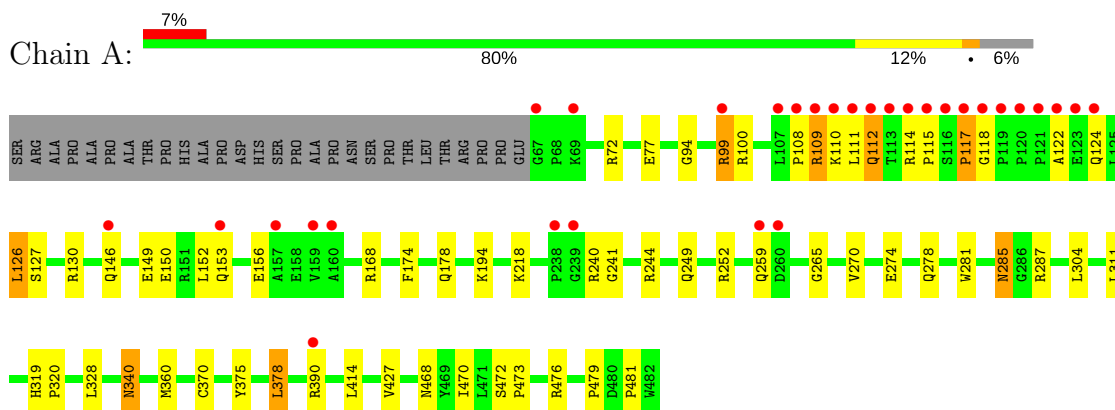 7%
Chain A:
80% 12% • 6%
SER ARG ALA PRO ALA ALA PRO ALA THR PRO HIS ALA PRO ASP HIS SER PRO ALA PRO ASN SER PRO THR LEU THR ARG PRO PRO GLU G67 P68 K69 R72 E77 G94 R99 R100 L107 P108 R109 K110 L111 Q112 T113 R114 P115 S116 P117 G118 P119 P120 P121 A122 E123 Q124 L125
L126 S127 R130 Q146 E149 E150 R151 L152 Q153 E156 A157 E158 V159 A160 R168 F174 Q178 K194 K218 P238 G239 R240 G241 R244 Q249 R252 Q259 D260 G265 V270 E274 Q278 W281 N285 G286 R287 L304 L311
H319 P320 L328 N340 M360 C370 Y375 L378 R390 L414 V427 N468 Y469 I470 L471 S472 P473 R476 P479 D480 P481 W482